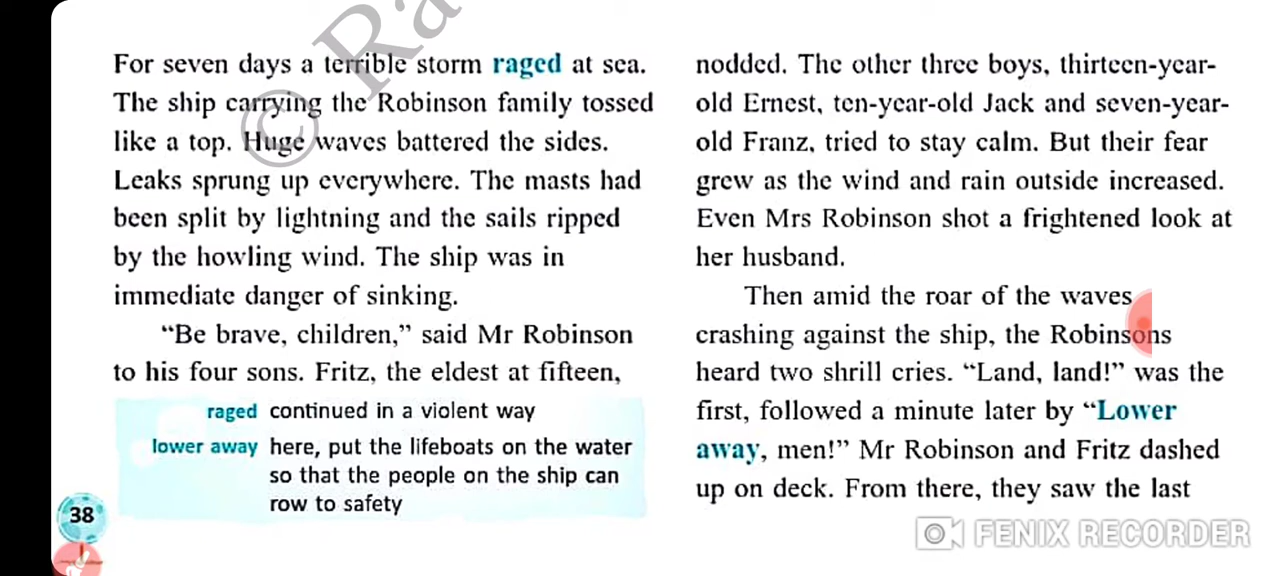 For seven days a terrible storm raged at sea.
The ship carrying the Robinson family tossed
like a top. Huge waves battered the sides.
Leaks sprung up everywhere. The masts had
been split by lightning and the sails ripped
by the howling wind. The ship was in
immediate danger of sinking.
“Be brave, children,” said Mr Robinson
to his four sons. Fritz, the eldest at fifteen,
raged continued in a violent way
lower away here, put the lifeboats on the water
so that the people on the ship can
row to safety
38
nodded. The other three boys, thirteen-year-
old Ernest, ten-year-old Jack and seven-year-
old Franz, tried to stay calm. But their fear
grew as the wind and rain outside increased.
Even Mrs Robinson shot a frightened look at
her husband.
Then amid the roar of the waves
crashing against the ship, the Robinsons
heard two shrill cries. “Land, land!” was the
first, followed a minute later by “Lower
away, men!” Mr Robinson and Fritz dashed
up on deck. From there, they saw the last
© Ra
FENIX RECORDER